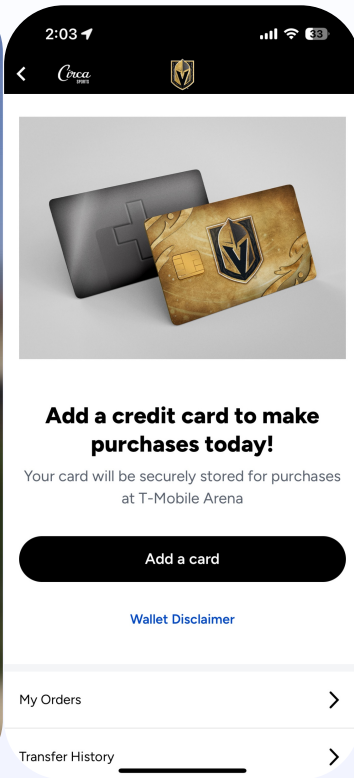 2:03
33
Circa
SPORTS
Add a credit card to make
purchases today!
Your card will be securely stored for purchases
at T-Mobile Arena
Add a card
Wallet Disclaimer
My Orders
Transfer History